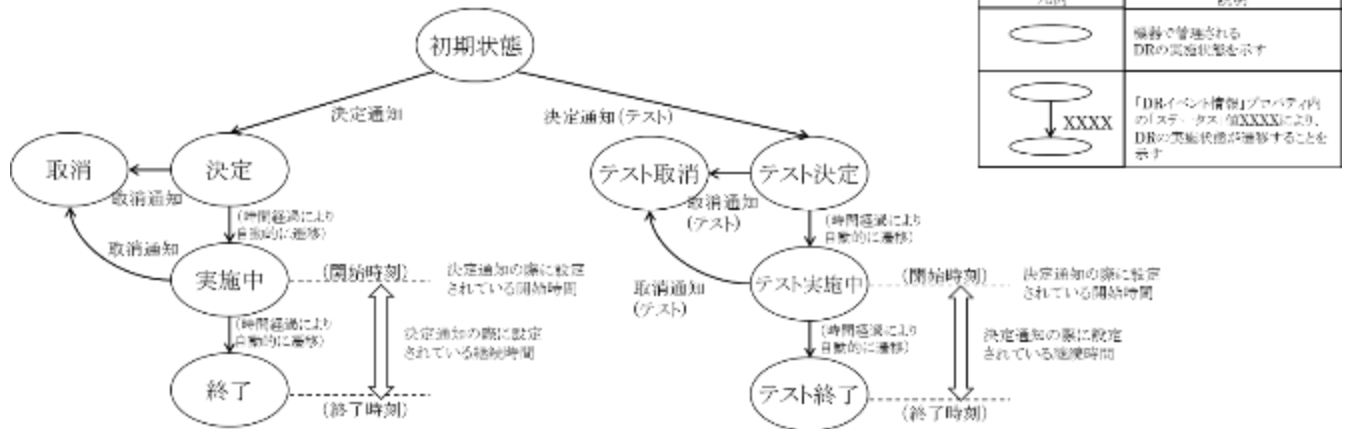 初期状態
決定通知
決定通知(テスト)
取消
決定
取消通知
(時間経過により
自動的に遷移)
取消通知
実施中
(開始時刻)
決定通知の際に設定
されている開始時間
(時間経過により
自動的に遷移)
決定通知の際に設定
されている継続時間
終了
(終了時刻)
テスト取消
テスト決定
取消通知
(テスト)
(時間経過により
自動的に遷移)
取消通知
(テスト)
テスト実施中
(開始時刻)
決定通知の際に設定
されている開始時間
(時間経過により
自動的に遷移)
決定通知の際に設定
されている継続時間
テスト終了
(終了時刻)
機器で管理される
DRの実施状態を示す
XXXX
「DRイベント情報」プロパティ内
の「ステータス」値XXXXにより、
DRの実施状態が遷移することを
示す